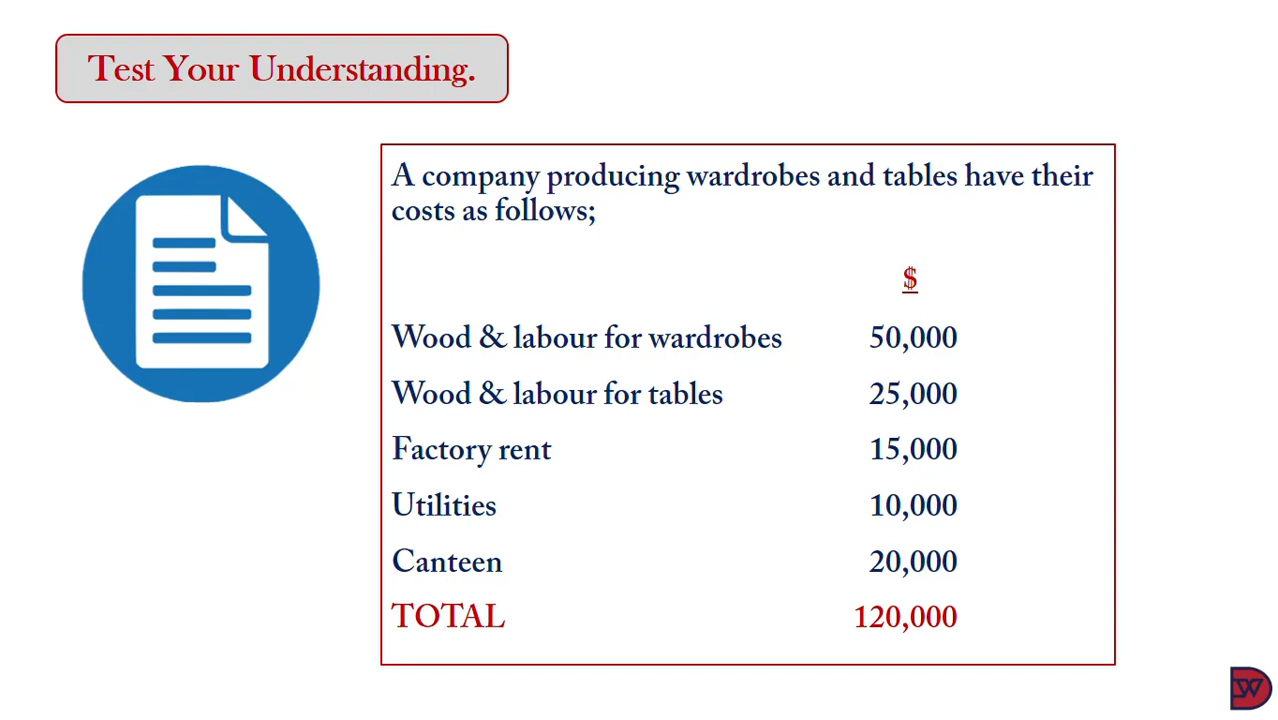 Test Your Understanding.
A company producing wardrobes and tables have their
costs as follows;
$
Wood & labour for wardrobes 50,000
Wood & labour for tables 25,000
Factory rent 15,000
Utilities 10,000
Canteen 20,000
TOTAL 120,000
DW